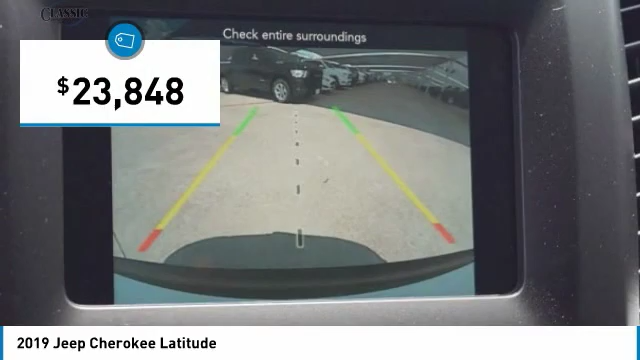 CLASSIC
Check entire surroundings
$23,848
2019 Jeep Cherokee Latitude